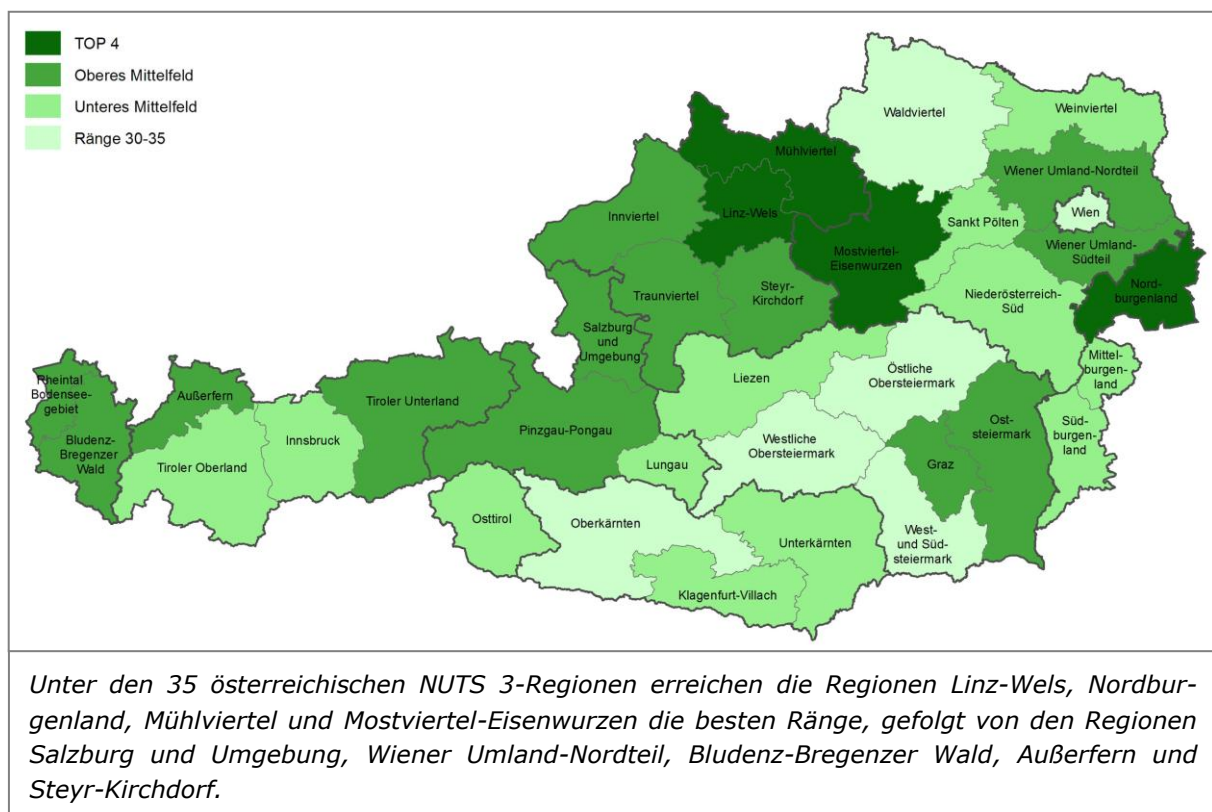 TOP 4
Oberes Mittelfeld
Unteres Mittelfeld
Ränge 30-35
Waldviertel
Weinviertel
Mühlviertel
Wiener Umland-Nordteil
Innviertel
Linz-Wels
Sankt Pölten
Wien
Mostviertel-
Eisenwurzen
Wiener Umland-
Südteil
Nord-
burgenland
Traunviertel
Steyr-
Kirchdorf
Niederösterreich-
Süd
Salzburg
und
Umgebung
Mittel-
burgen-
land
Rheintal
Bodensee-
gebiet
Außerfern
Tiroler Unterland
Liezen
Östliche
Obersteiermark
Bludenz-
Bregenzer
Wald
Innsbruck
Pinzgau-Pongau
Ost-
steiermark
Süd-
burgen-
land
Tiroler Oberland
Lungau
Westliche
Obersteiermark
Graz
Osttirol
Oberkärnten
Unterkärnten
West-
und Süd-
steiermark
Klagenfurt-Villach
Unter den 35 österreichischen NUTS 3-Regionen erreichen die Regionen Linz-Wels, Nordbur-
genland, Mühlviertel und Mostviertel-Eisenwurzen die besten Ränge, gefolgt von den Regionen
Salzburg und Umgebung, Wiener Umland-Nordteil, Bludenz-Bregenzer Wald, Außerfern und
Steyr-Kirchdorf.